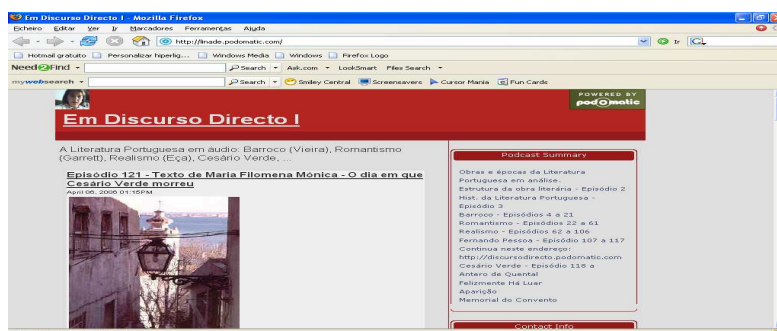 Em Discurso Directo I - Mozilla Firefox
Ficheiro Editar Ver Ir Marcadores Ferramentas Ajuda
http://linade.podomatic.com/ Ir
Hotmail gratuito Personalizar hiperlig... Windows Media Windows Firefox Logo
Need2Find Search Ask.com LookSmart Files Search
mywebsearch Search Smiley Central Screensavers Cursor Mania Fun Cards
POWERED BY
podOmatic
Em Discurso Directo I
A Literatura Portuguesa em áudio: Barroco (Vieira), Romantismo
(Garrett), Realismo (Eça), Cesário Verde, ...
Episódio 121 - Texto de Maria Filomena Mónica - O dia em que
Cesário Verde morreu
April 06, 2006 01:15PM
Podcast Summary
Obras e épocas da Literatura
Portuguesa em análise.
Estrutura da obra literária - Episódio 2
Hist. da Literatura Portuguesa -
Episódio 3
Barroco - Episódios 4 a 21
Romantismo - Episódios 22 a 61
Realismo - Episódios 62 a 106
Fernando Pessoa - Episódio 107 a 117
Continua neste endereço:
http://discursodirecto.podomatic.com
Cesário Verde - Episódio 118 a
Antero de Quental
Felizmente Há Luar
Aparição
Memorial do Convento
Contact Info